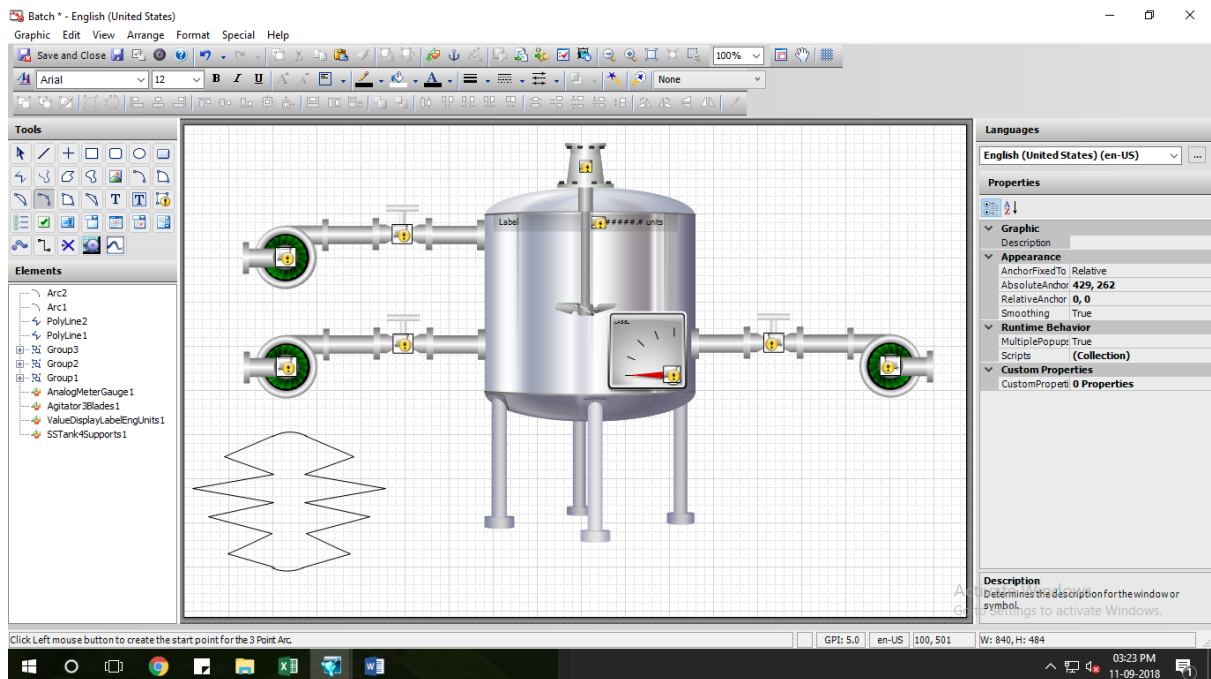 Batch * - English (United States)
Graphic Edit View Arrange Format Special Help
Save and Close 100%
Arial 12 B I U A None
Tools
T T
Elements
Arc2
Arc1
PolyLine2
PolyLine1
Group3
Group2
Group1
AnalogMeterGauge1
Agitator3Blades1
ValueDisplayLabelEngUnits1
SSTank4Supports1
Label #####.# units
LABEL
Languages
English (United States) (en-US) ...
Properties
Graphic
Description
Appearance
AnchorFixedTo Relative
AbsoluteAnchor 429, 262
RelativeAnchor 0, 0
Smoothing True
Runtime Behavior
MultiplePopups True
Scripts (Collection)
Custom Properties
CustomProperti 0 Properties
Description
Determines the description for the window or
symbol.
Activate Windows
Go to Settings to activate Windows.
Click Left mouse button to create the start point for the 3 Point Arc. GPI: 5.0 en-US 100, 501 W: 840, H: 484
03:23 PM
11-09-2018
1